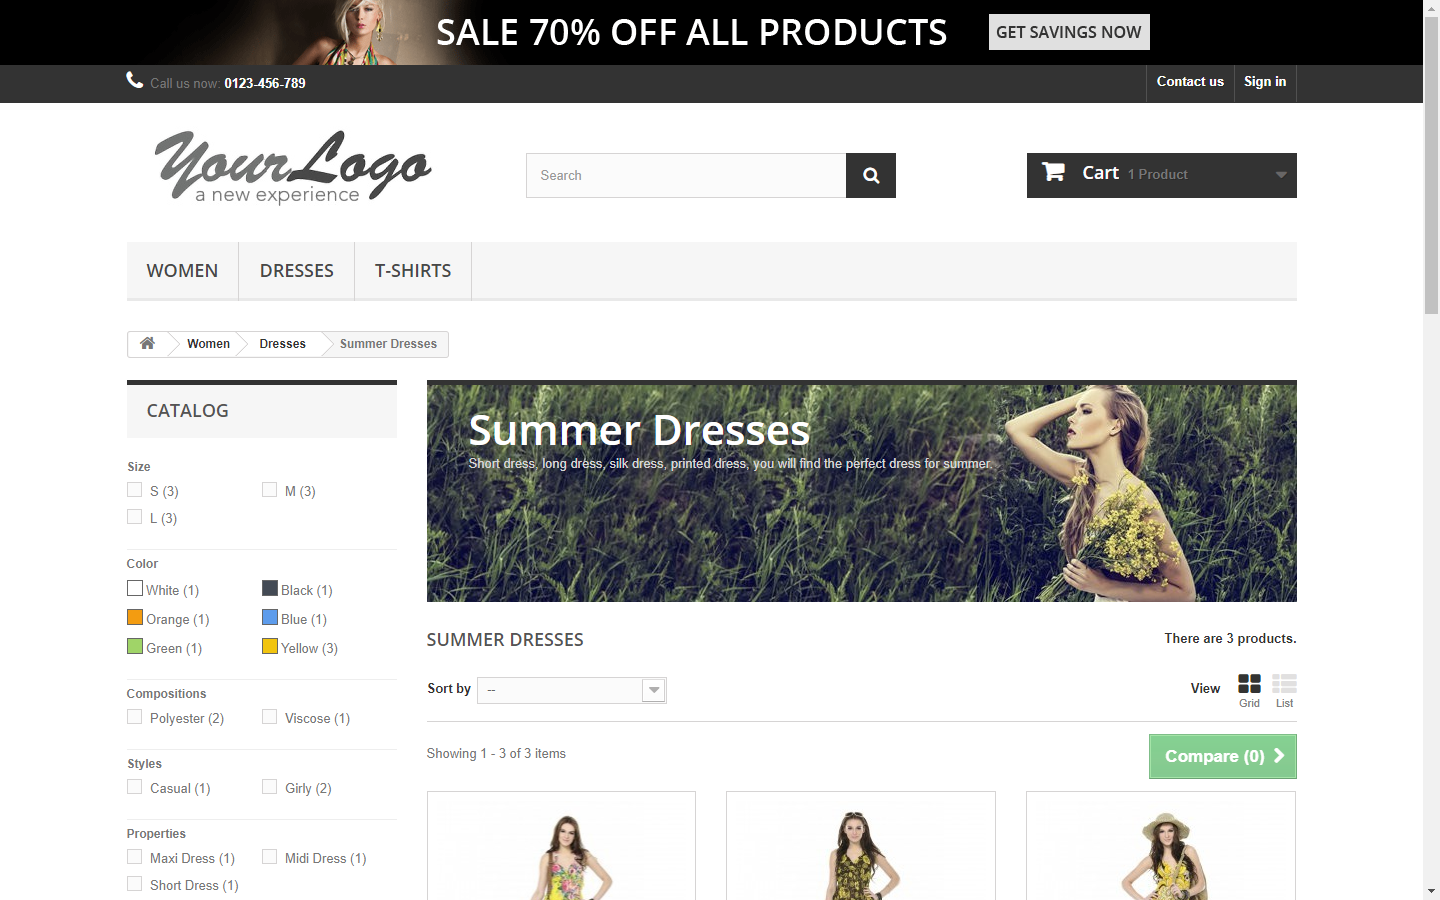 SALE 70% OFF ALL PRODUCTS GET SAVINGS NOW
Call us now: 0123-456-789 Contact us Sign in
YourLogo
a new experience
Search
Cart 1 Product
WOMEN DRESSES T-SHIRTS
Women Dresses Summer Dresses
CATALOG
Size
S (3) M (3)
L (3)
Color
White (1) Black (1)
Orange (1) Blue (1)
Green (1) Yellow (3)
Compositions
Polyester (2) Viscose (1)
Styles
Casual (1) Girly (2)
Properties
Maxi Dress (1) Midi Dress (1)
Short Dress (1)
Summer Dresses
Short dress, long dress, silk dress, printed dress, you will find the perfect dress for summer.
SUMMER DRESSES There are 3 products.
Sort by -- View Grid List
Showing 1 - 3 of 3 items Compare (0)